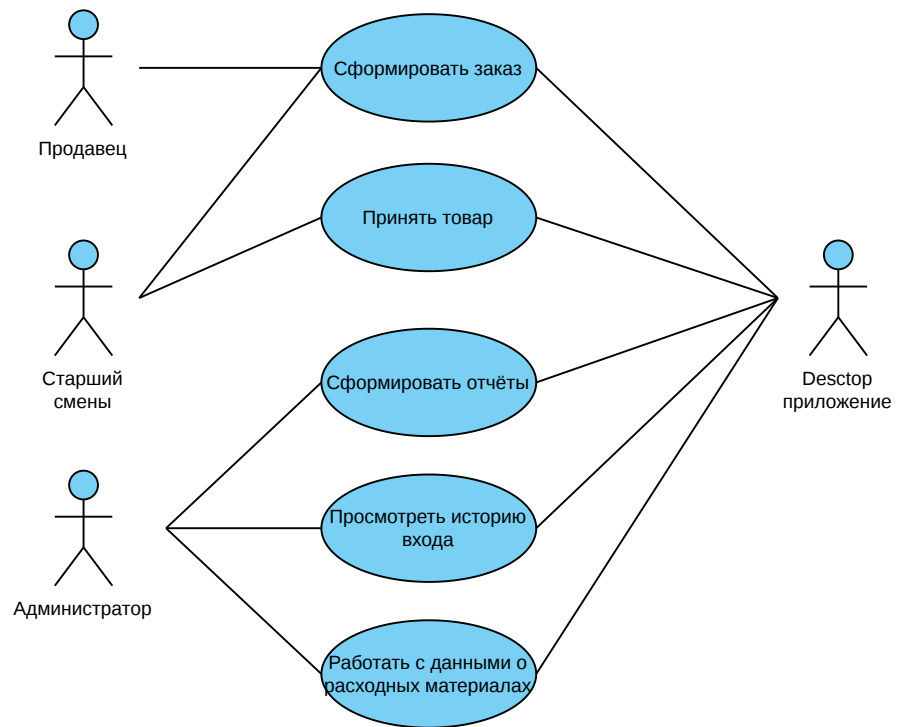 Сформировать заказ
Продавец
Принять товар
Старший
смены
Сформировать отчёты
Desctop
приложение
Просмотреть историю
входа
Администратор
Работать с данными о
расходных материалах